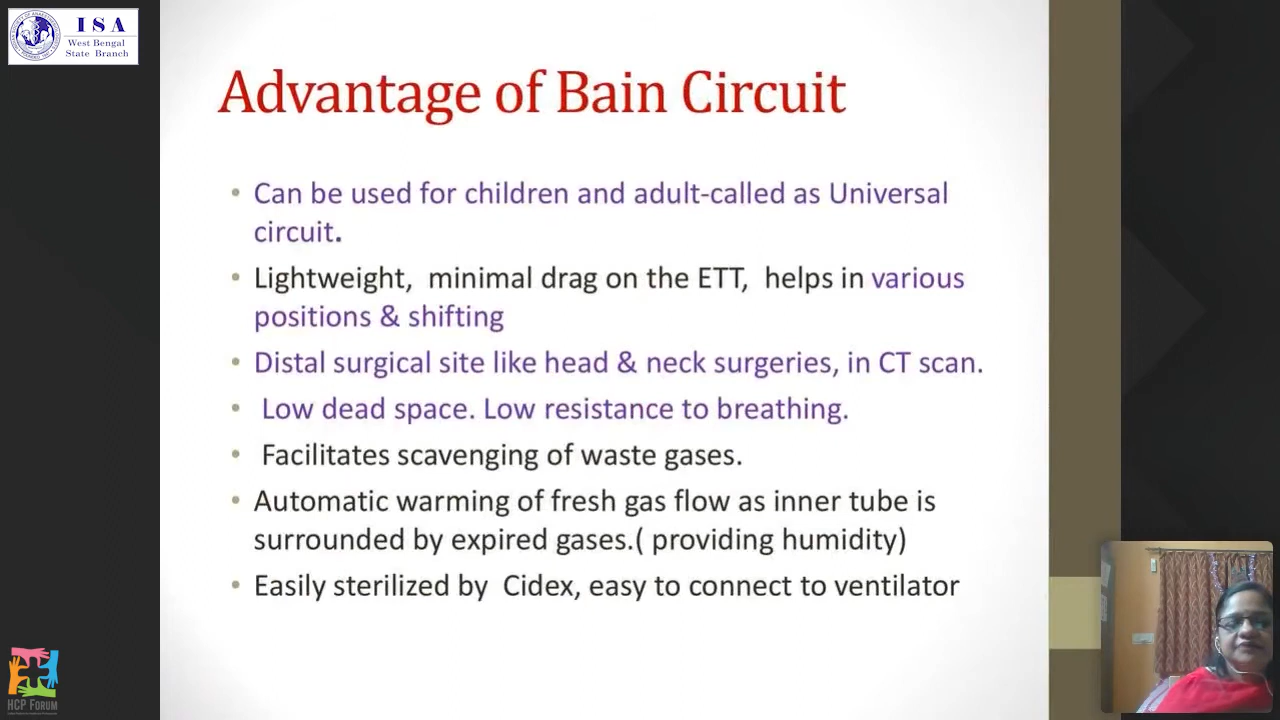 I S A
West Bengal
State Branch
Advantage of Bain Circuit
• Can be used for children and adult-called as Universal
circuit.
• Lightweight,  minimal drag on the ETT,  helps in various
positions & shifting
• Distal surgical site like head & neck surgeries, in CT scan.
•  Low dead space. Low resistance to breathing.
•  Facilitates scavenging of waste gases.
• Automatic warming of fresh gas flow as inner tube is
surrounded by expired gases.( providing humidity)
• Easily sterilized by  Cidex, easy to connect to ventilator
HCP FORUM